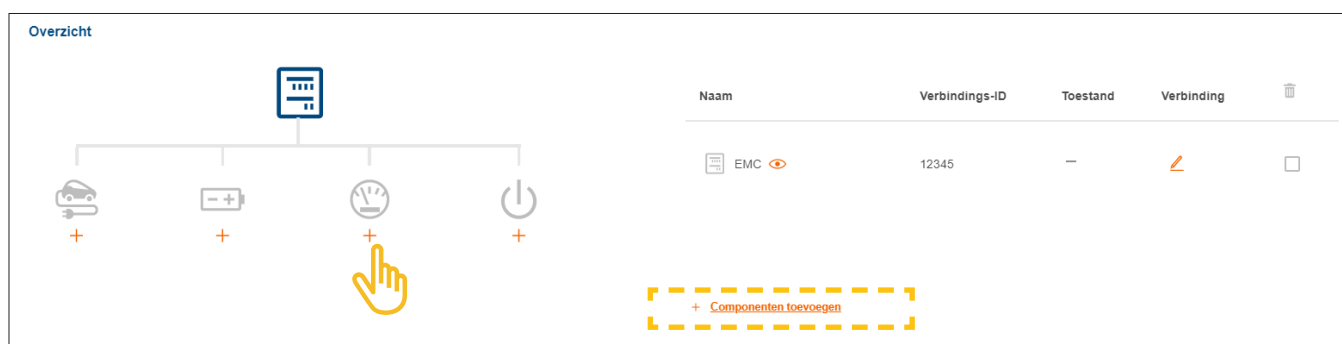 Overzicht
Naam Verbindings-ID Toestand Verbinding
EMC 12345 —
+ + + +
+ Componenten toevoegen